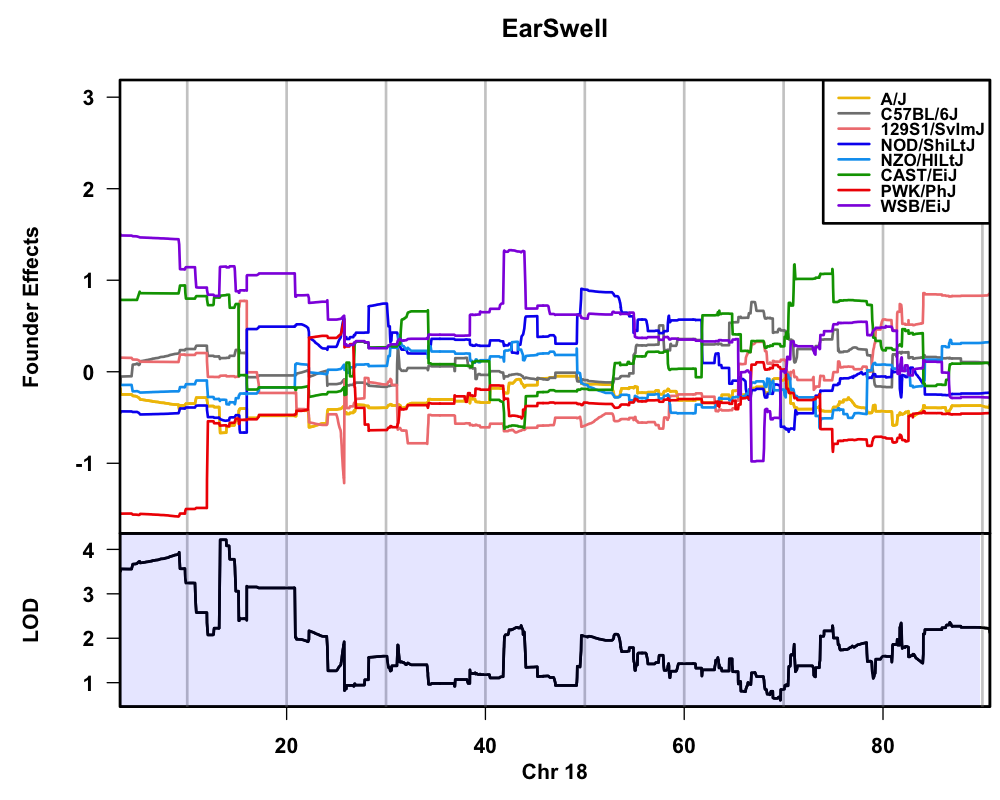 EarSwell
3
2
1
0
-1
Founder Effects
A/J
C57BL/6J
129S1/SvImJ
NOD/ShiLtJ
NZO/HlLtJ
CAST/EiJ
PWK/PhJ
WSB/EiJ
4
3
2
1
LOD
20 40 60 80
Chr 18